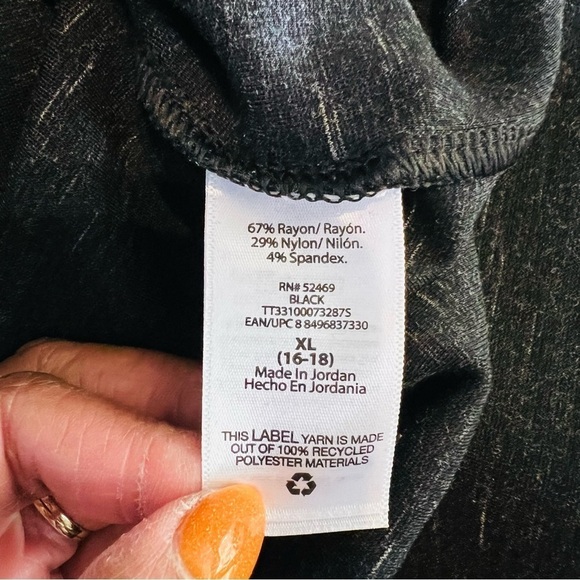 67% Rayon/ Rayón.
29% Nylon/ Nilón.
4% Spandex.
RN# 52469
BLACK
TT33100073287S
EAN/UPC 8 8496837330
XL
(16-18)
Made In Jordan
Hecho En Jordania
THIS LABEL YARN IS MADE
OUT OF 100% RECYCLED
POLYESTER MATERIALS